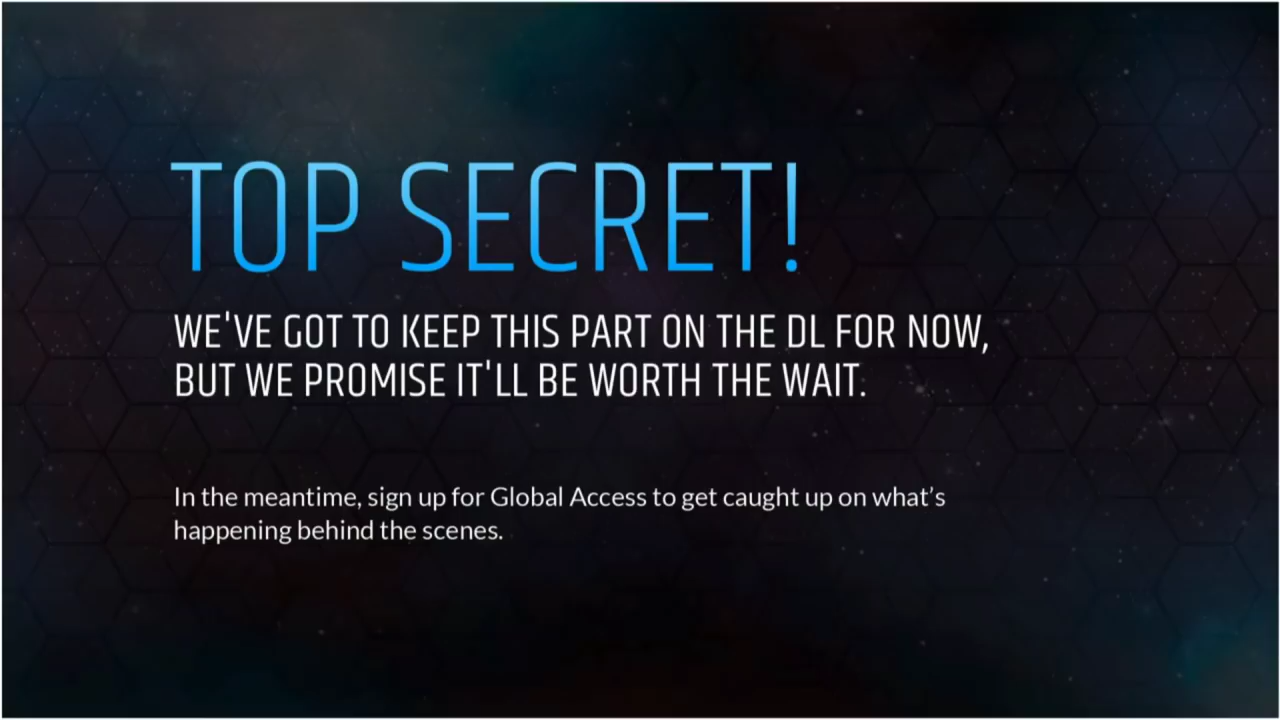 TOP SECRET!
WE'VE GOT TO KEEP THIS PART ON THE DL FOR NOW,
BUT WE PROMISE IT'LL BE WORTH THE WAIT.
In the meantime, sign up for Global Access to get caught up on what’s
happening behind the scenes.